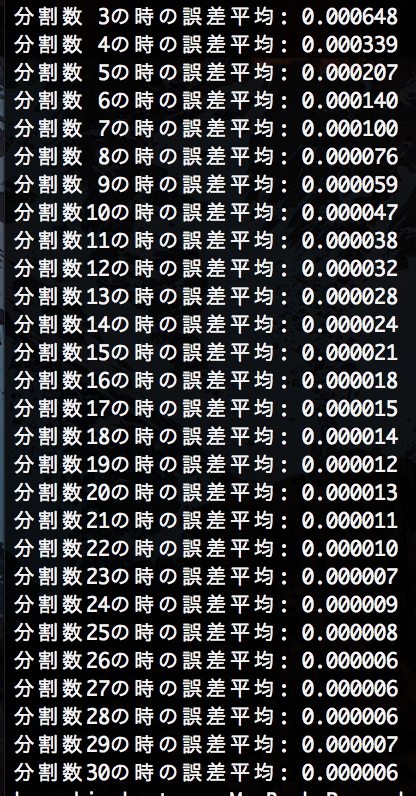 分割数 3の時の誤差平均: 0.000648
分割数 4の時の誤差平均: 0.000339
分割数 5の時の誤差平均: 0.000207
分割数 6の時の誤差平均: 0.000140
分割数 7の時の誤差平均: 0.000100
分割数 8の時の誤差平均: 0.000076
分割数 9の時の誤差平均: 0.000059
分割数10の時の誤差平均: 0.000047
分割数11の時の誤差平均: 0.000038
分割数12の時の誤差平均: 0.000032
分割数13の時の誤差平均: 0.000028
分割数14の時の誤差平均: 0.000024
分割数15の時の誤差平均: 0.000021
分割数16の時の誤差平均: 0.000018
分割数17の時の誤差平均: 0.000015
分割数18の時の誤差平均: 0.000014
分割数19の時の誤差平均: 0.000012
分割数20の時の誤差平均: 0.000013
分割数21の時の誤差平均: 0.000011
分割数22の時の誤差平均: 0.000010
分割数23の時の誤差平均: 0.000007
分割数24の時の誤差平均: 0.000009
分割数25の時の誤差平均: 0.000008
分割数26の時の誤差平均: 0.000006
分割数27の時の誤差平均: 0.000006
分割数28の時の誤差平均: 0.000006
分割数29の時の誤差平均: 0.000007
分割数30の時の誤差平均: 0.000006